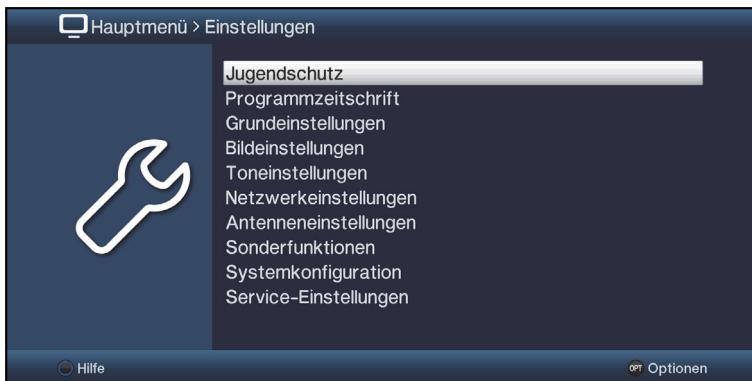 Hauptmenü > Einstellungen
Jugendschutz
Programmzeitschrift
Grundeinstellungen
Bildeinstellungen
Toneinstellungen
Netzwerkeinstellungen
Antenneneinstellungen
Sonderfunktionen
Systemkonfiguration
Service-Einstellungen
Hilfe
OPT Optionen